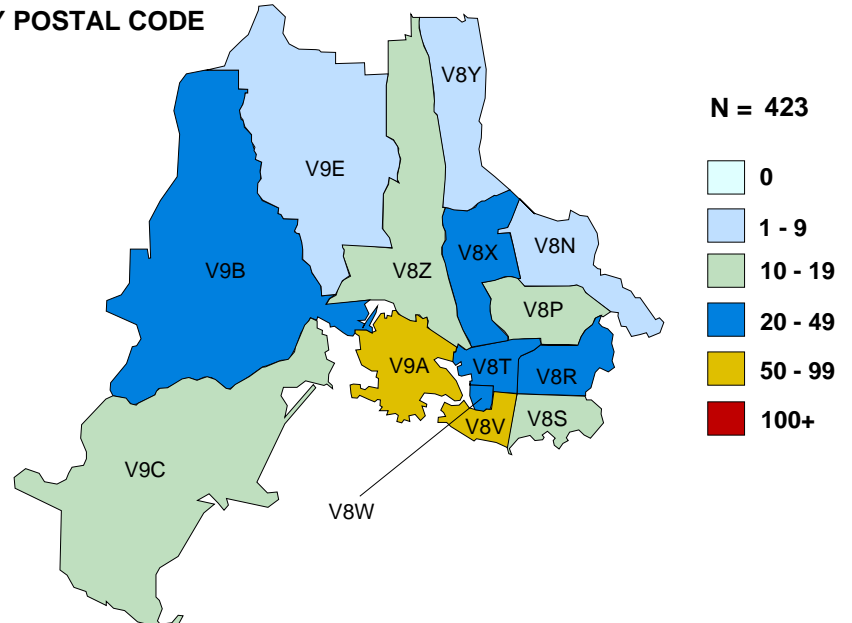 Y POSTAL CODE
V8Y
N = 423
V9E
0
1 - 9
V8N
V8X
V9B
V8Z
10 - 19
V8P
20 - 49
V9A
V8T
V8R
50 - 99
V8V
V8S
100+
V9C
V8W